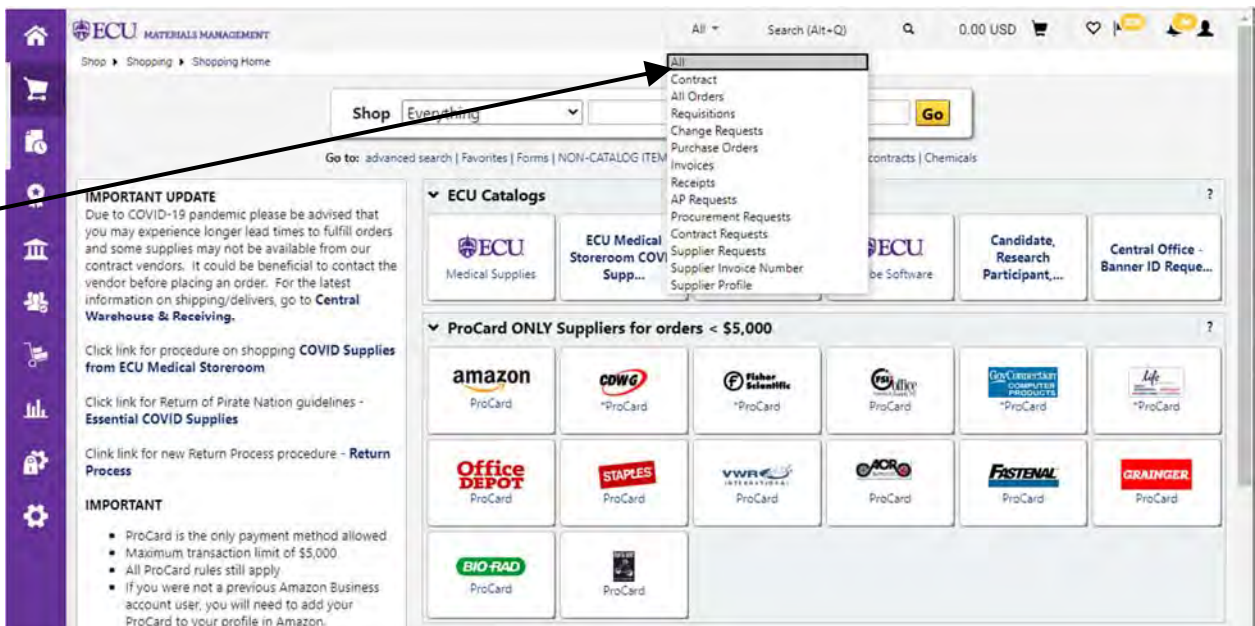 ECU MATERIALS MANAGEMENT
All
Search (Alt+Q)
0.00 USD
Shop Shopping Shopping Home
All
Contract
All Orders
Requisitions
Change Requests
Purchase Orders
Invoices
Receipts
AP Requests
Procurement Requests
Contract Requests
Supplier Requests
Supplier Invoice Number
Supplier Profile
Shop Everything Go
Go to: advanced search | Favorites | Forms | NON-CATALOG ITEM contracts | Chemicals
IMPORTANT UPDATE
Due to COVID-19 pandemic please be advised that
you may experience longer lead times to fulfill orders
and some supplies may not be available from our
contract vendors. It could be beneficial to contact the
vendor before placing an order. For the latest
information on shipping/delivers, go to Central
Warehouse & Receiving.
Click link for procedure on shopping COVID Supplies
from ECU Medical Storeroom
Click link for Return of Pirate Nation guidelines -
Essential COVID Supplies
Clink link for new Return Process procedure - Return
Process
IMPORTANT
• ProCard is the only payment method allowed
• Maximum transaction limit of $5,000
• All ProCard rules still apply
• If you were not a previous Amazon Business
account user, you will need to add your
ProCard to your profile in Amazon.
ECU Catalogs ?
ECU
Medical Supplies
ECU Medical
Storeroom COVI
Supp...
ECU
be Software
Candidate,
Research
Participant,...
Central Office -
Banner ID Reque...
ProCard ONLY Suppliers for orders < $5,000 ?
amazon
ProCard
CDWG
*ProCard
Fisher
Scientific
*ProCard
FSI office
ProCard
GovConnection
COMPUTER
PRODUCTS
*ProCard
life
*ProCard
Office
DEPOT
ProCard
STAPLES
ProCard
VWR
INTERNATIONAL
ProCard
ProCard
FASTENAL
ProCard
GRAINGER
ProCard
BIO-RAD
ProCard
ProCard